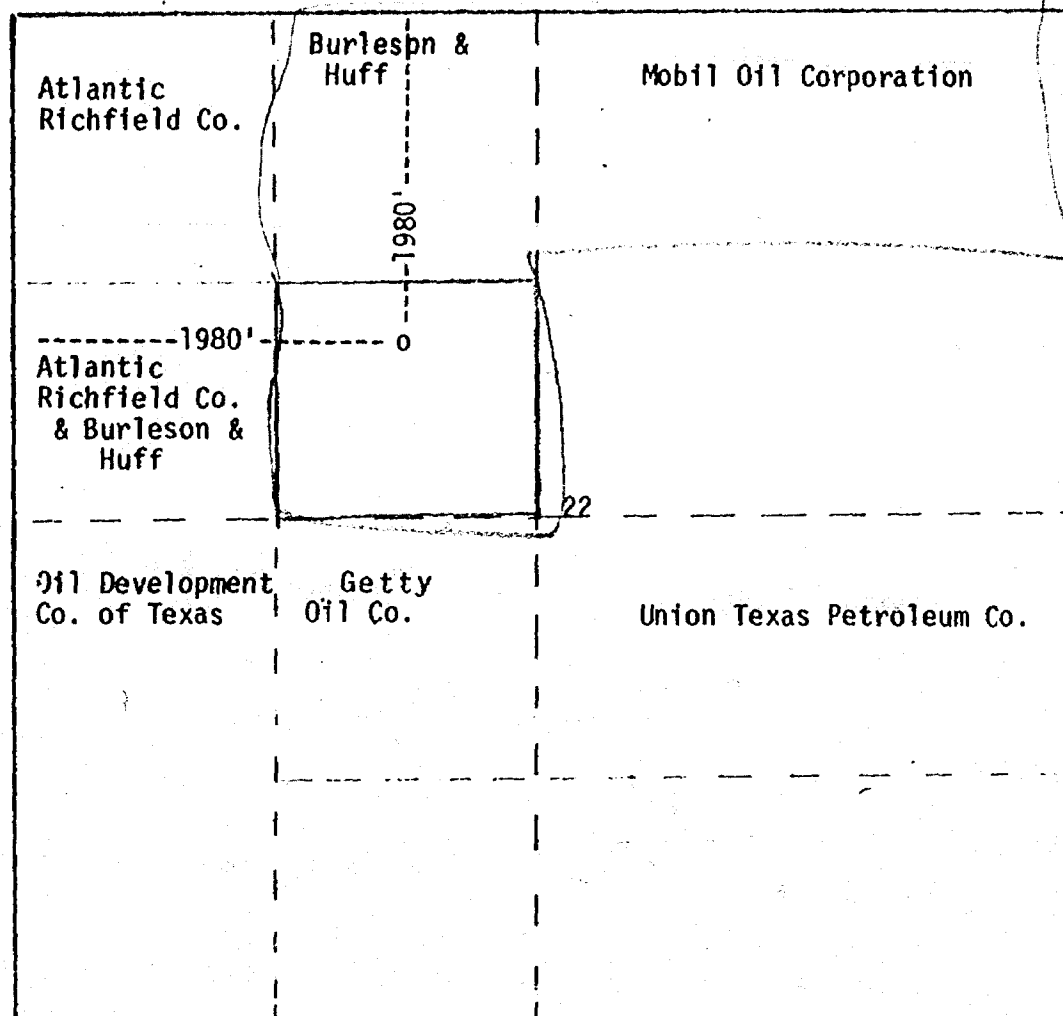 Burleson &
Huff
Mobil Oil Corporation
Atlantic
Richfield Co.
1980'
1980'
o
Atlantic
Richfield Co.
& Burleson &
Huff
22
Oil Development
Co. of Texas
Getty
Oil Co.
Union Texas Petroleum Co.